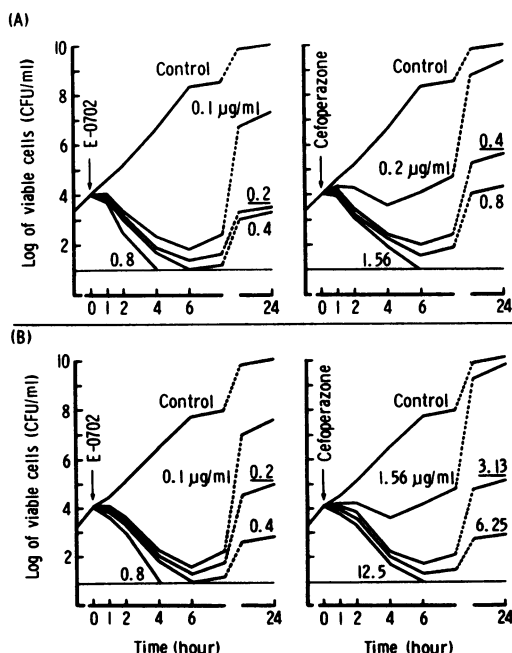 (A)
Log of viable cells (CFU/ml)
10
8
6
4
2
E-0702
Control
0.1 μg/ml
0.2
0.4
0.8
0 1 2 4 6 24
Cefoperazone
Control
0.2 μg/ml
0.4
0.8
1.56
0 1 2 4 6 24
(B)
Log of viable cells (CFU/ml)
10
8
6
4
2
E-0702
Control
0.1 μg/ml
0.2
0.4
0.8
0 1 2 4 6 24
Time (hour)
Cefoperazone
Control
1.56 μg/ml
3.13
6.25
12.5
0 1 2 4 6 24
Time (hour)